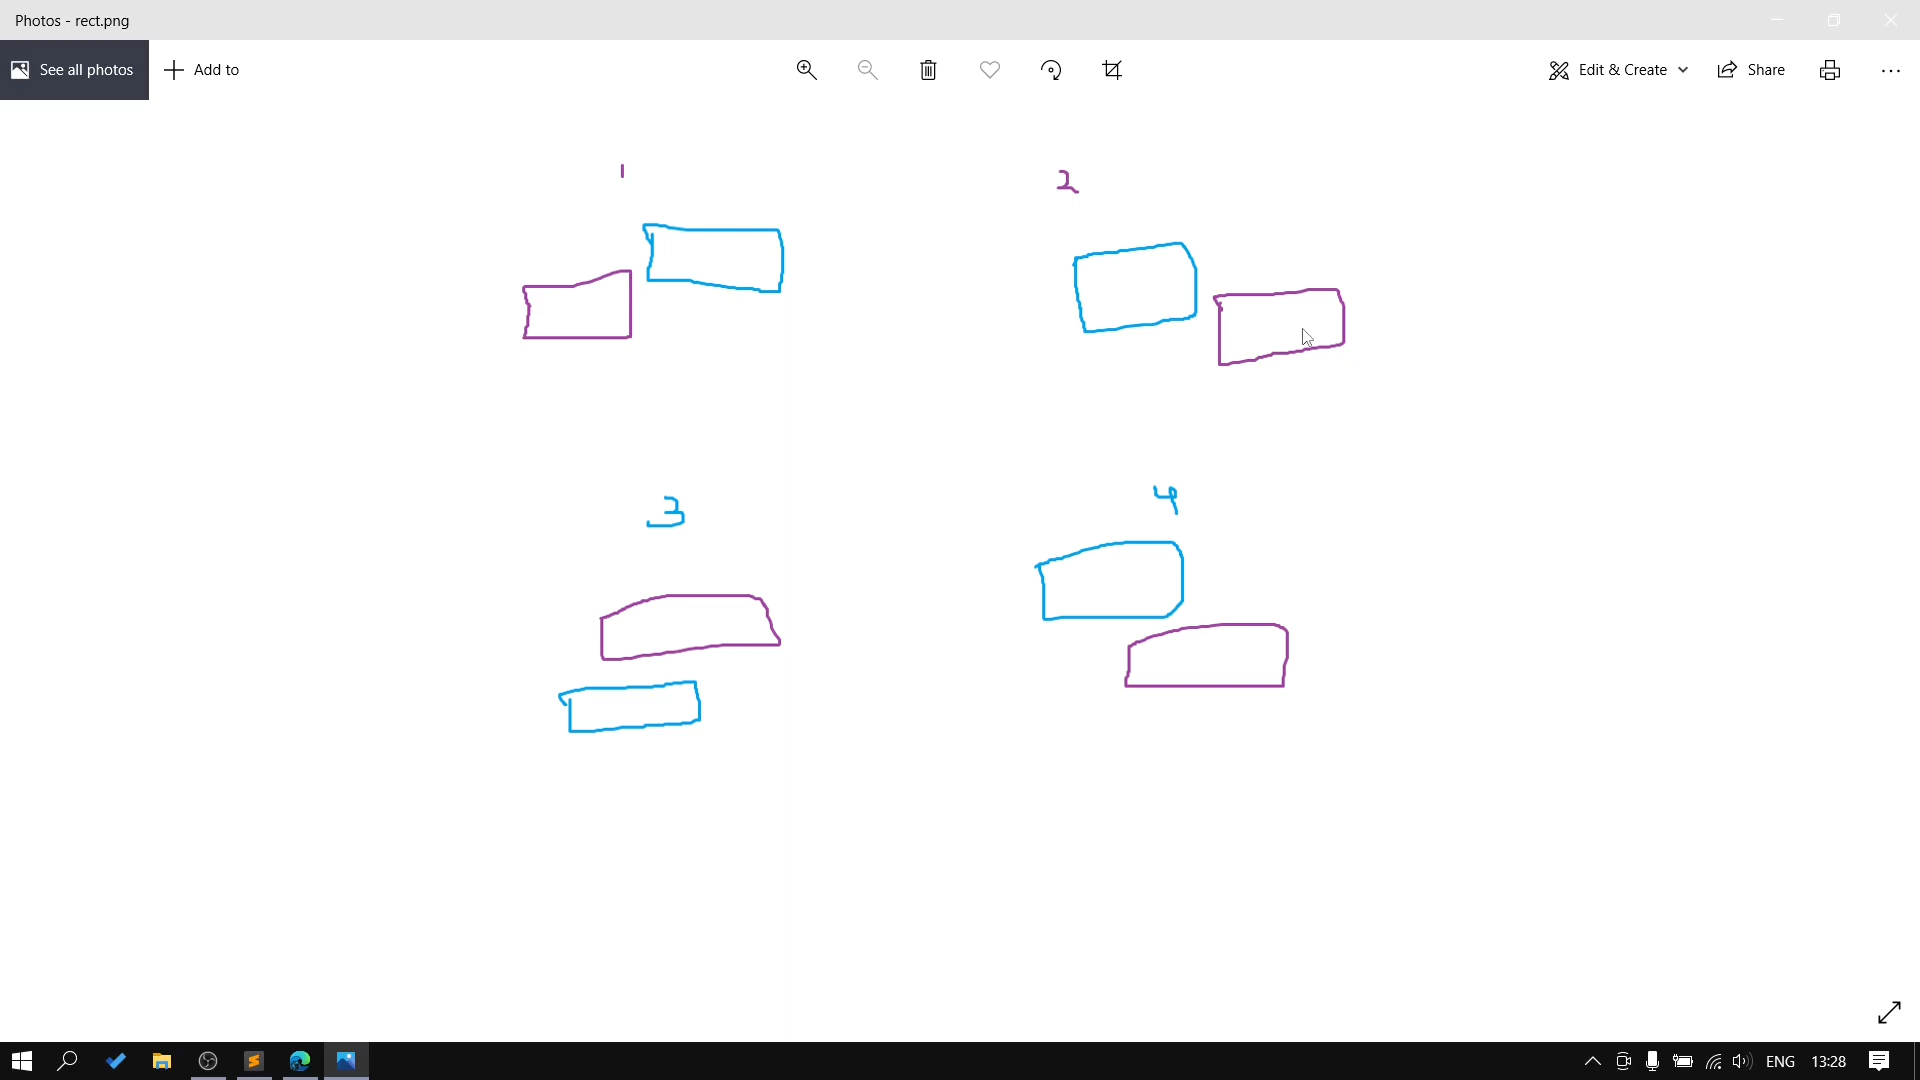 Photos - rect.png
See all photos
Add to
Edit & Create
Share
1
2
3
4
ENG
13:28